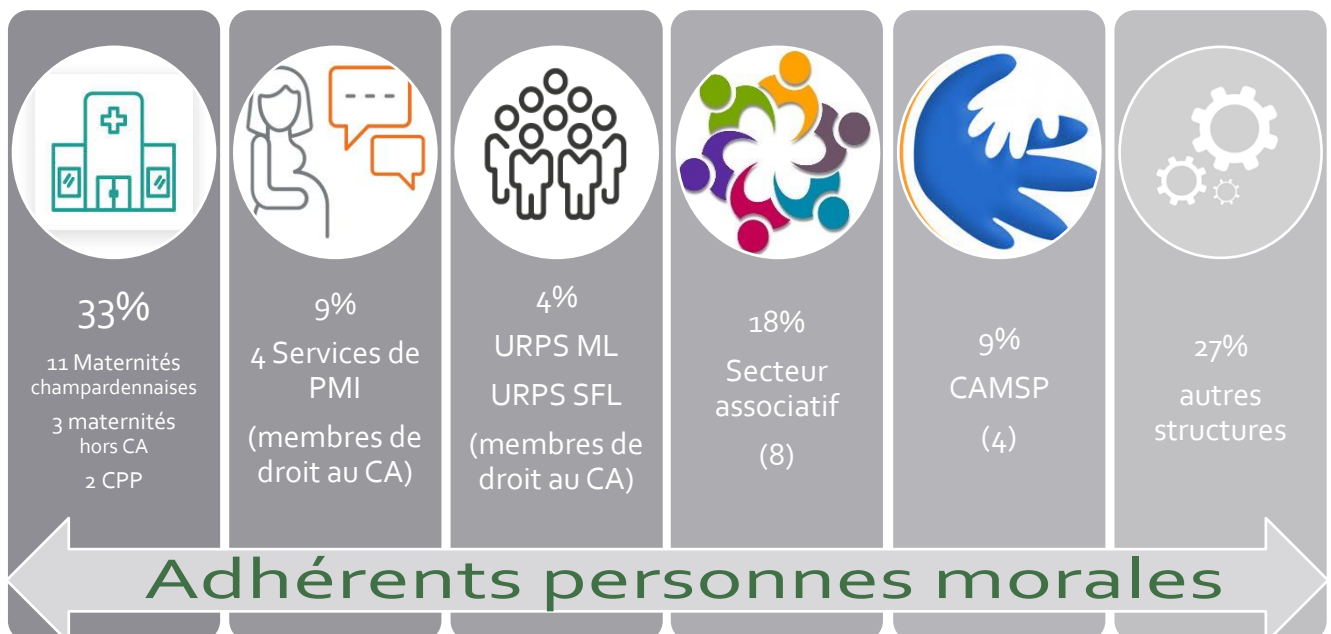 33%
11 Maternités
champardennaises
3 maternités
hors CA
2 CPP
9%
4 Services de
PMI
(membres de
droit au CA)
4%
URPS ML
URPS SFL
(membres de
droit au CA)
18%
Secteur
associatif
(8)
9%
CAMSP
(4)
27%
autres
structures
Adhérents personnes morales